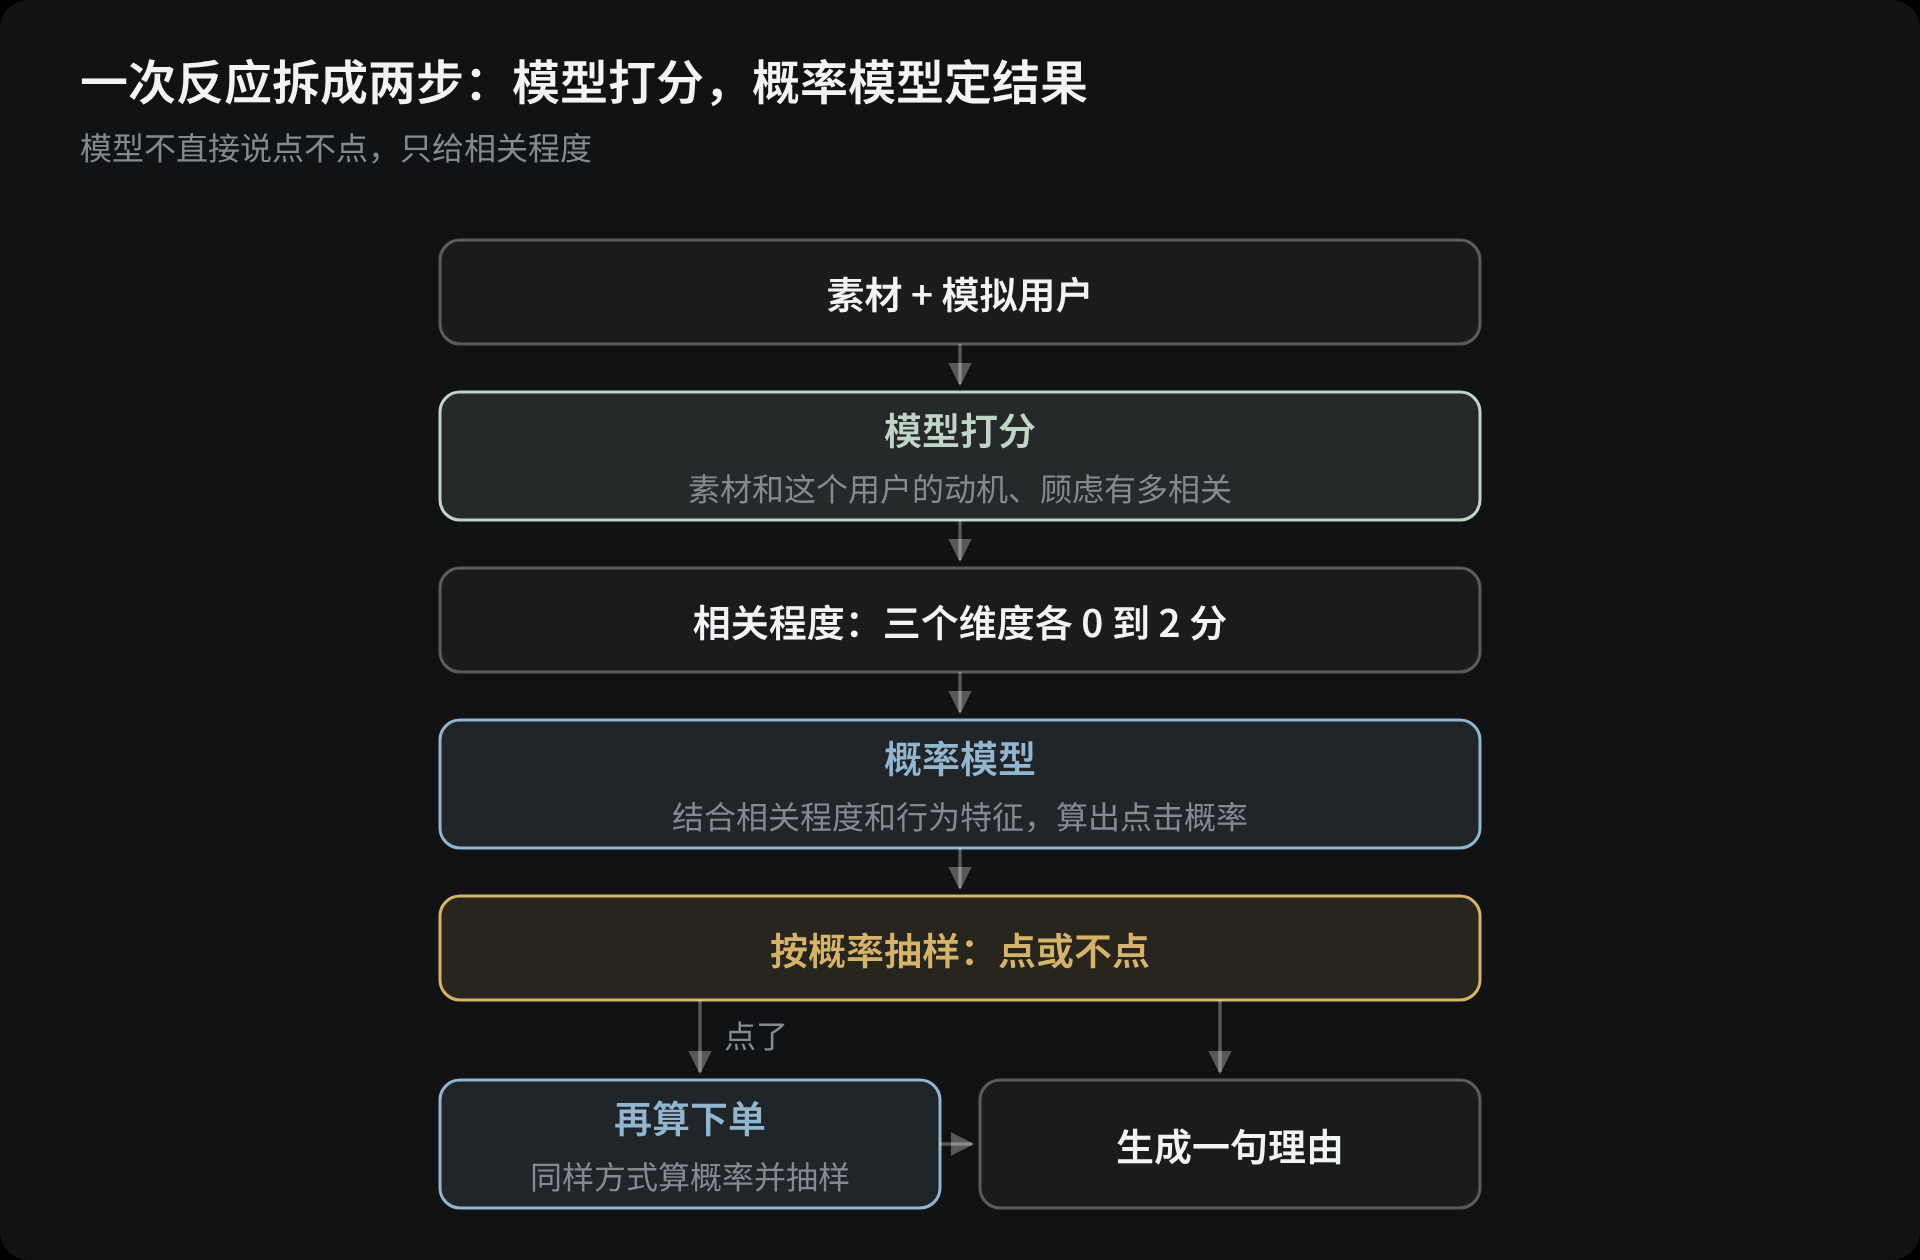 一次反应拆成两步：模型打分，概率模型定结果
模型不直接说点不点，只给相关程度
素材 + 模拟用户
模型打分
素材和这个用户的动机、顾虑有多相关
相关程度：三个维度各 0 到 2 分
概率模型
结合相关程度和行为特征，算出点击概率
按概率抽样：点或不点
点了
再算下单
同样方式算概率并抽样
生成一句理由